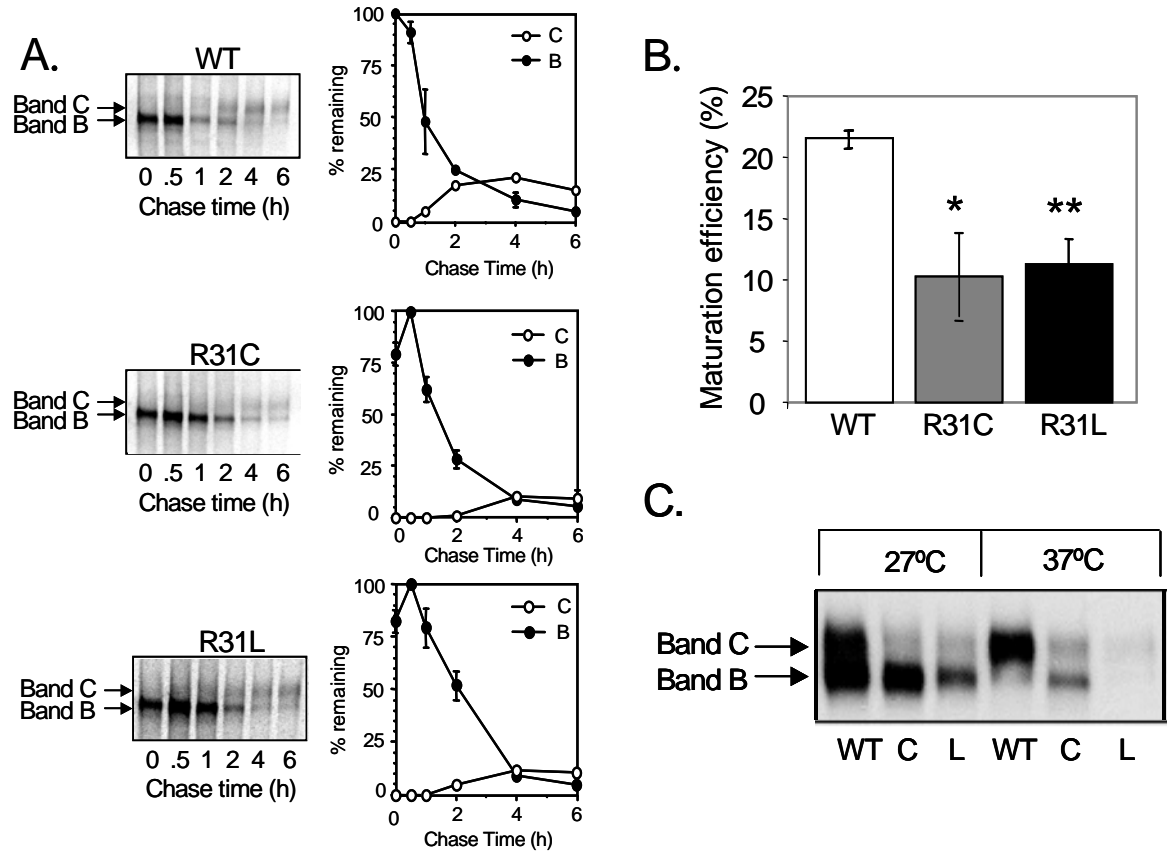 A.
WT
Band C
Band B
0 .5 1 2 4 6
Chase time (h)
% remaining
100
75
50
25
0
C
B
0 2 4 6
Chase Time (h)
R31C
Band C
Band B
0 .5 1 2 4 6
Chase time (h)
% remaining
100
75
50
25
0
C
B
0 2 4 6
Chase Time (h)
R31L
Band C
Band B
0 .5 1 2 4 6
Chase time (h)
% remaining
100
75
50
25
0
C
B
0 2 4 6
Chase Time (h)
B.
Maturation efficiency (%)
25
20
15
10
5
0
* **
WT R31C R31L
C.
27ºC 37ºC
Band C
Band B
WT C L WT C L